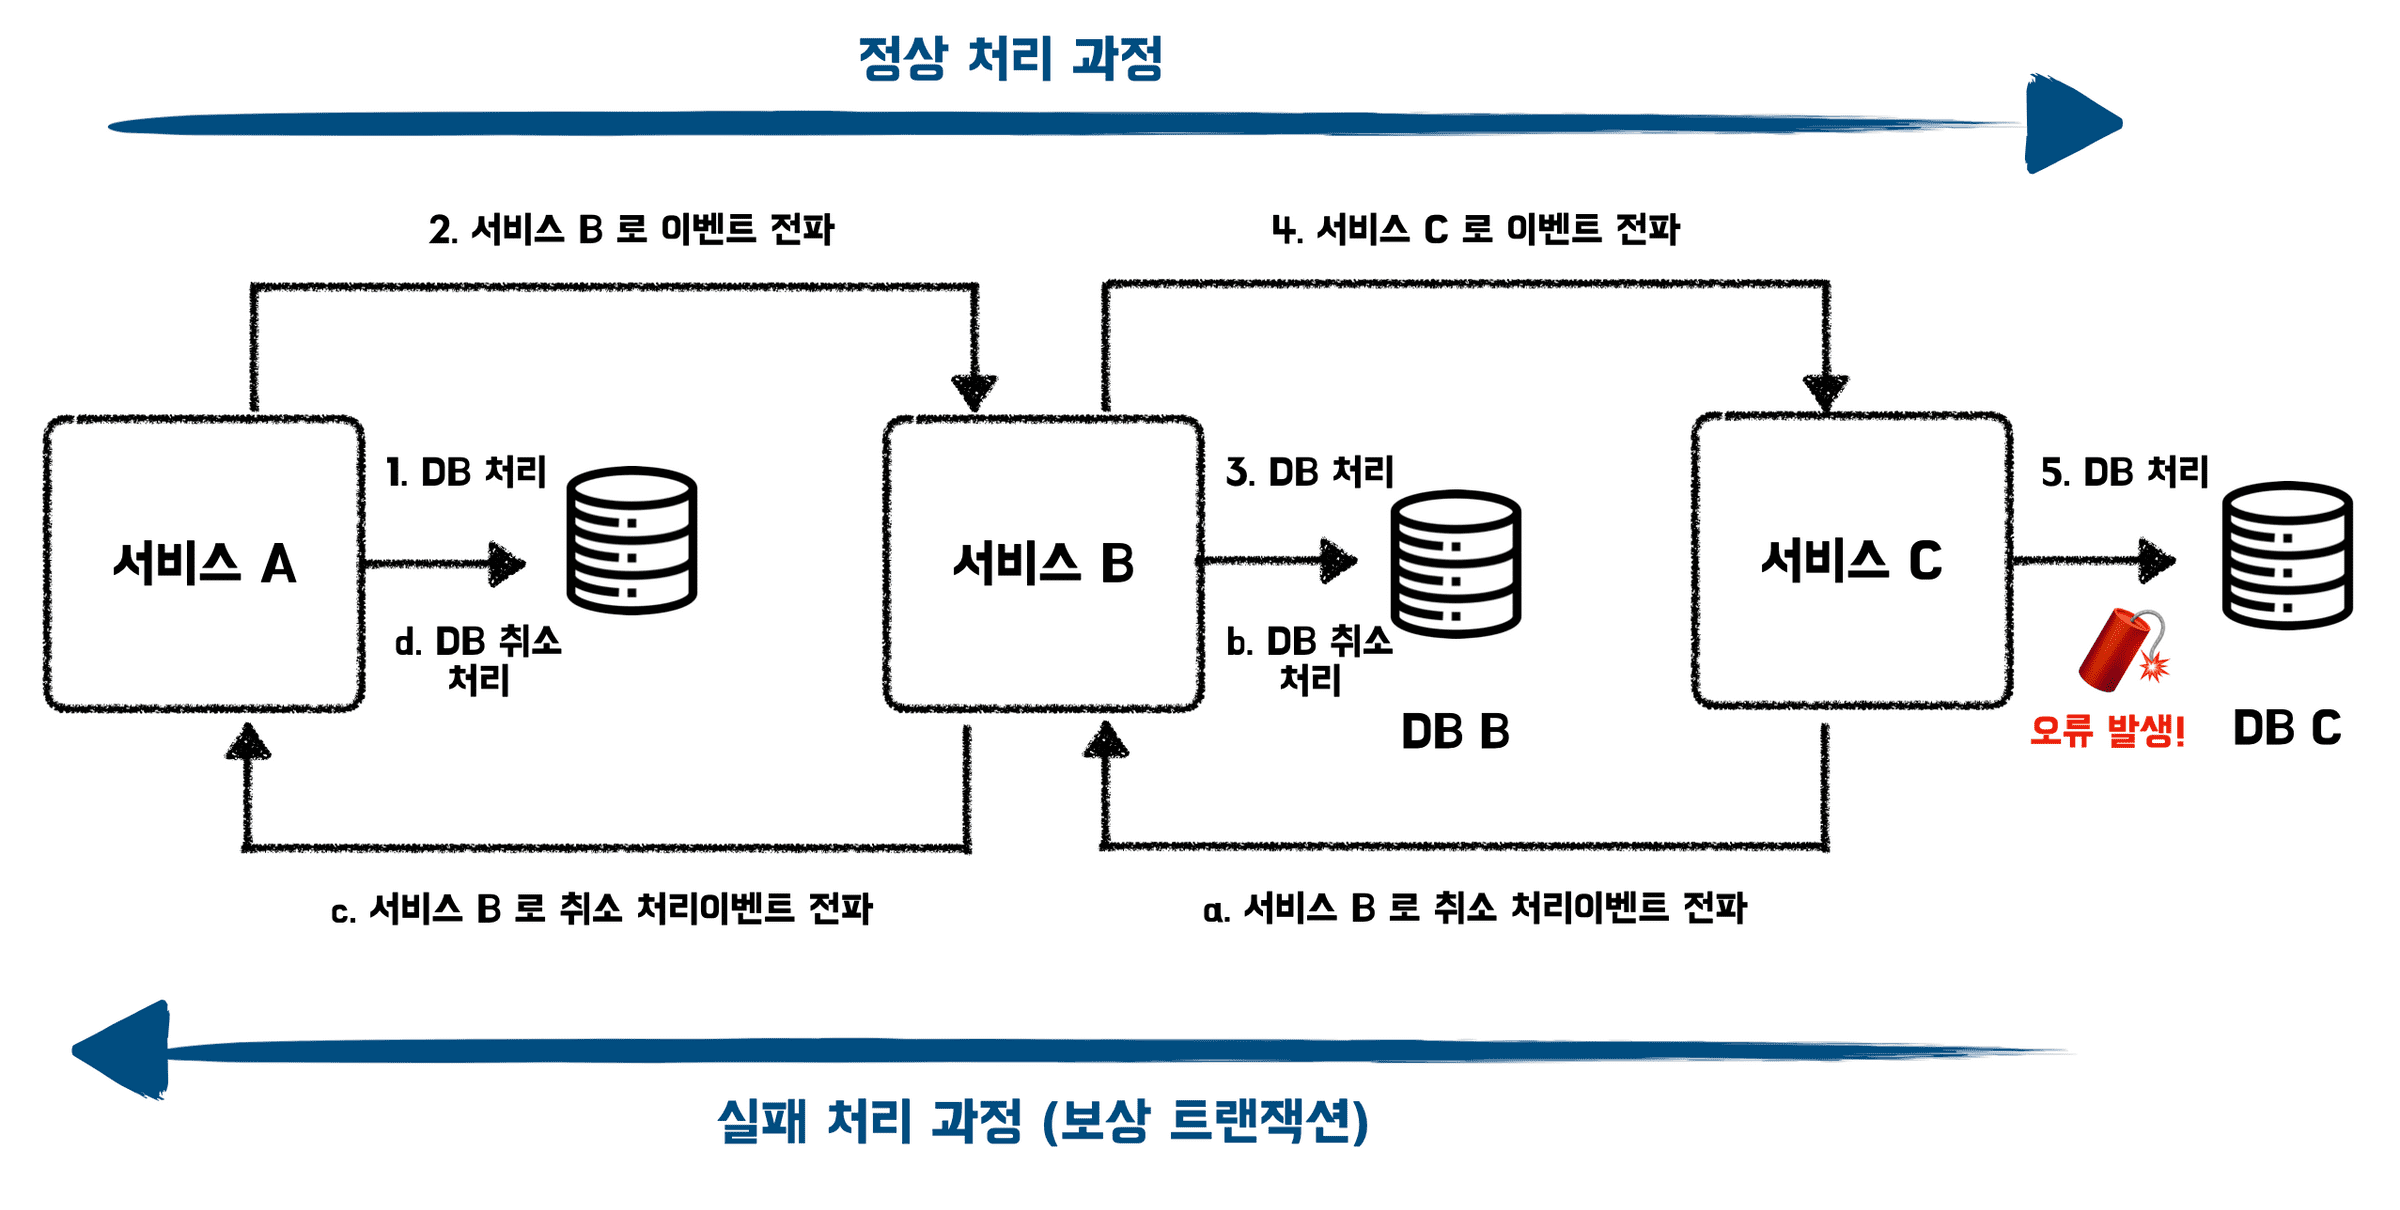 정상 처리 과정
2. 서비스 B 로 이벤트 전파
4. 서비스 C 로 이벤트 전파
서비스 A
1. DB 처리
d. DB 취소
처리
서비스 B
3. DB 처리
b. DB 취소
처리
DB B
서비스 C
5. DB 처리
오류 발생!
DB C
c. 서비스 B 로 취소 처리이벤트 전파
a. 서비스 B 로 취소 처리이벤트 전파
실패 처리 과정 (보상 트랜잭션)